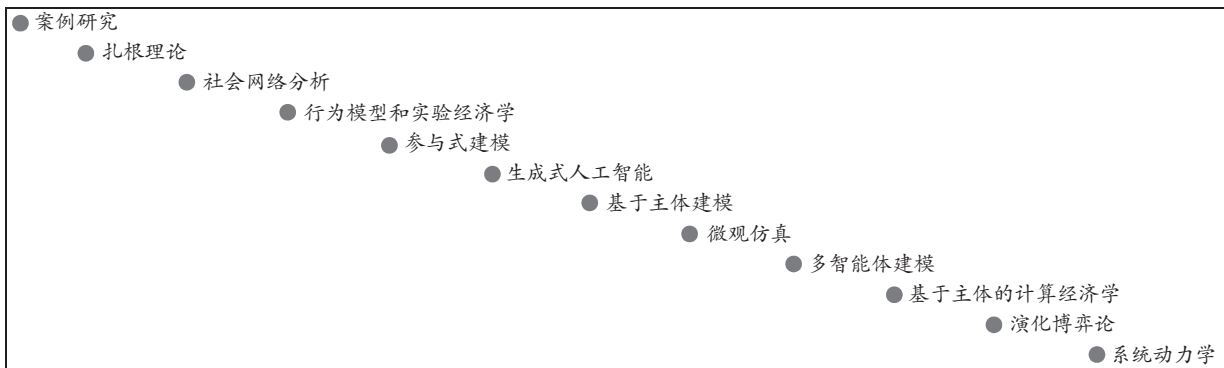 案例研究
扎根理论
社会网络分析
行为模型和实验经济学
参与式建模
生成式人工智能
基于主体建模
微观仿真
多智能体建模
基于主体的计算经济学
演化博弈论
系统动力学